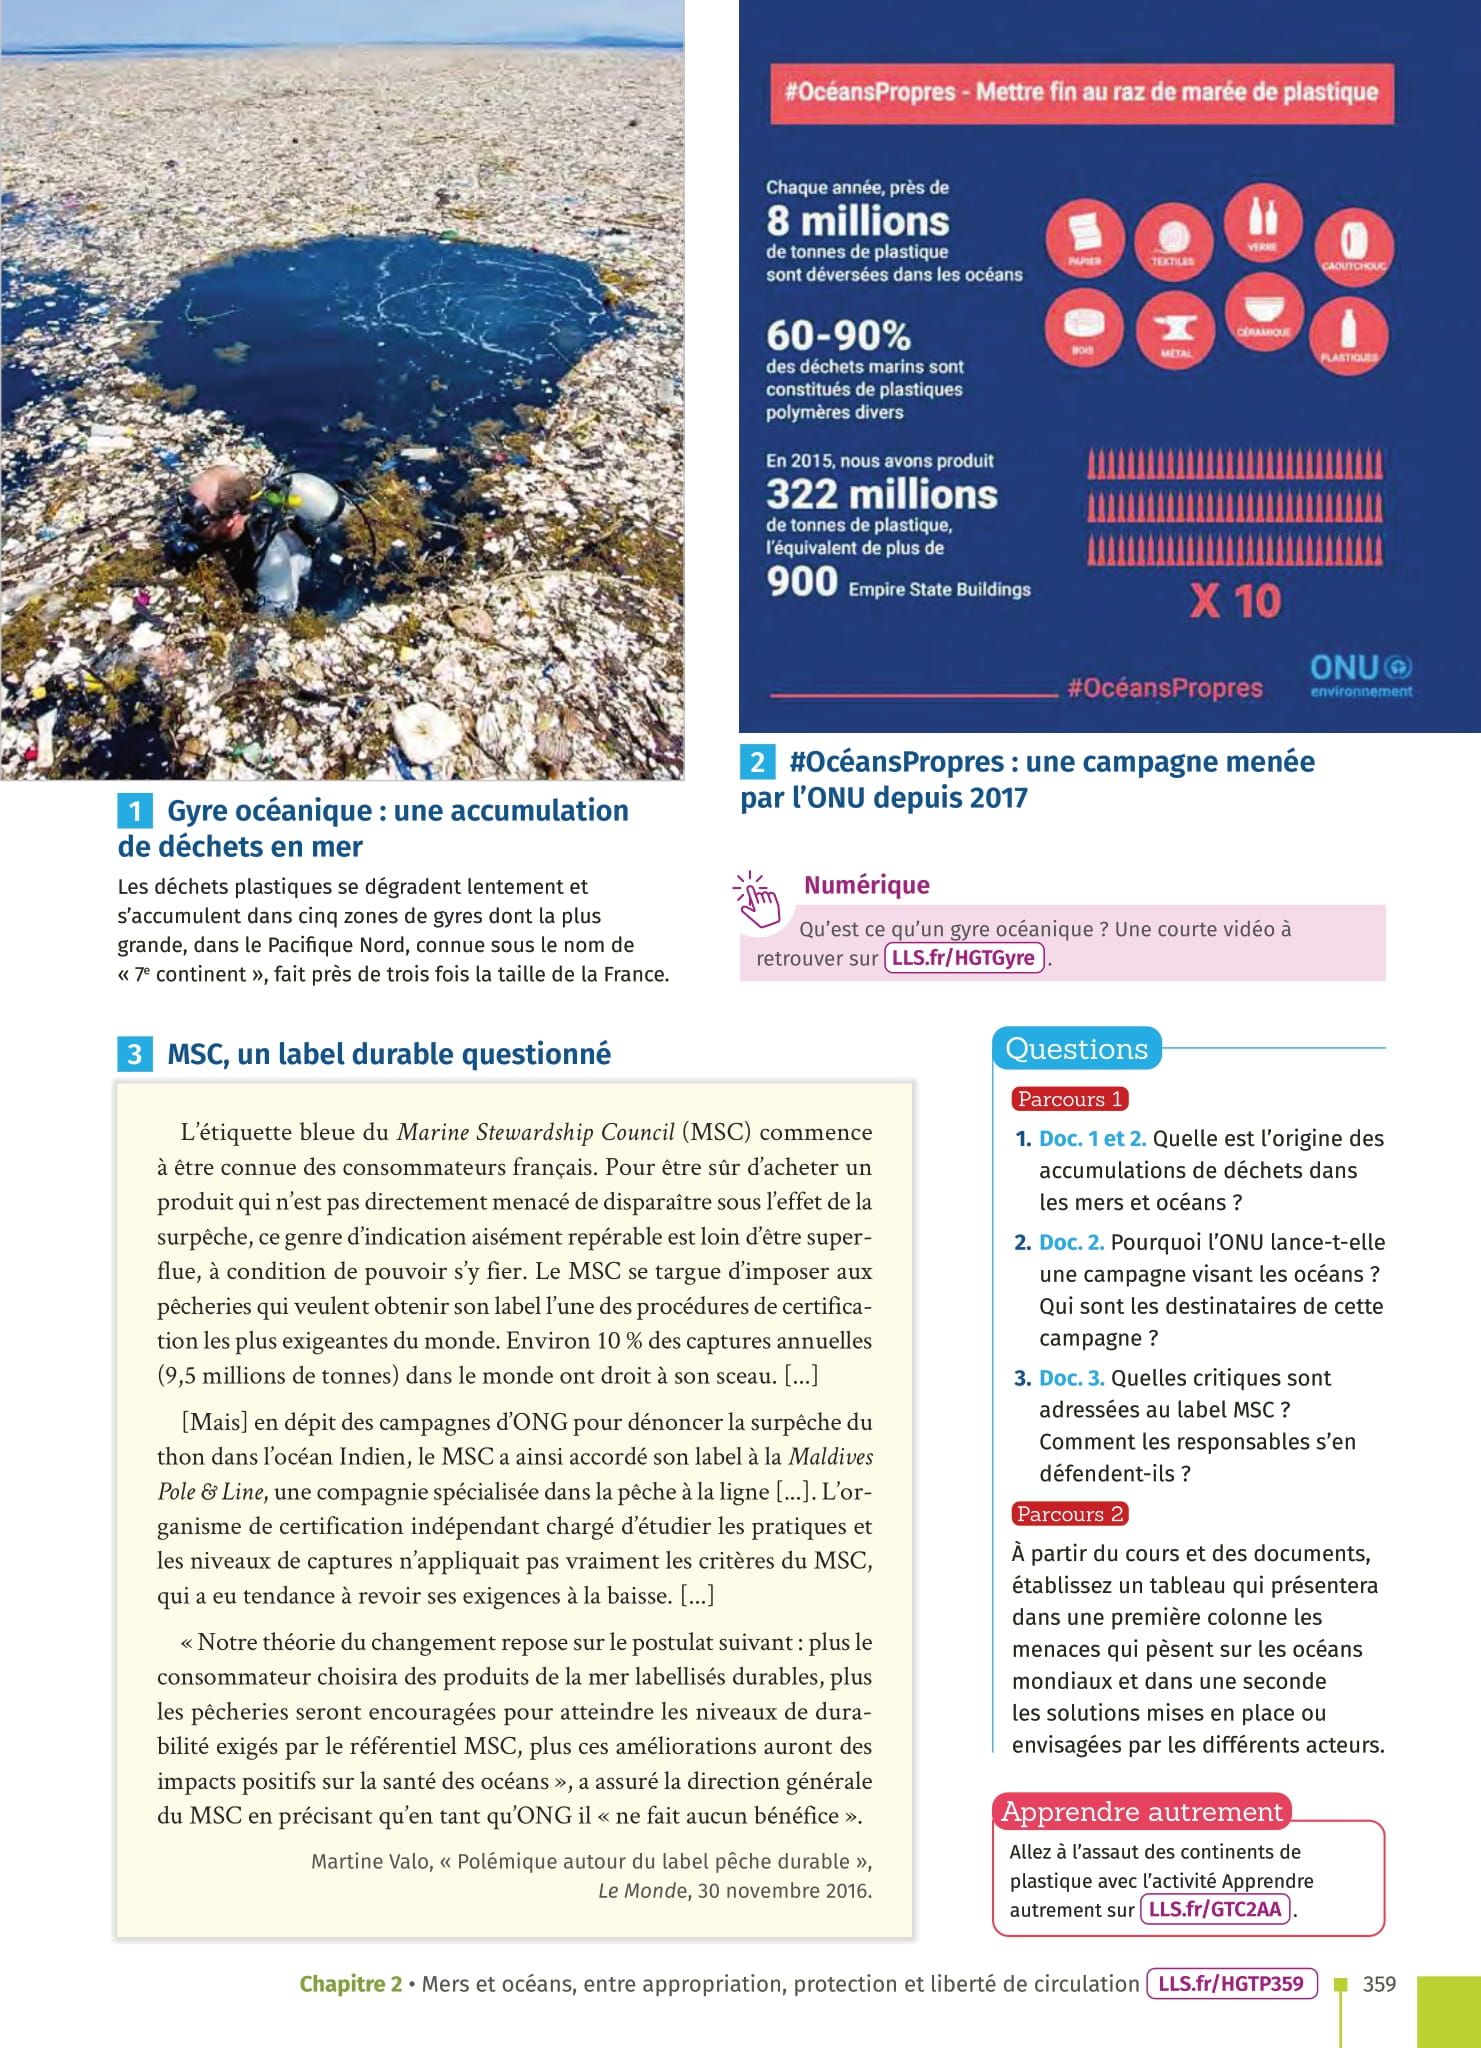 #OcéansPropres - Mettre fin au raz de marée de plastique
Chaque année, près de
8 millions
de tonnes de plastique
sont déversées dans les océans
60-90%
des déchets marins sont
constitués de plastiques
polymères divers
En 2015, nous avons produit
322 millions
de tonnes de plastique,
l'équivalent de plus de
900 Empire State Buildings
PAPIER
TEXTILES
VERRE
CAOUTCHOUC
BOIS
MÉTAL
CÉRAMIQUE
PLASTIQUES
X 10
#OcéansPropres
ONU
environnement
1 Gyre océanique : une accumulation
de déchets en mer
Les déchets plastiques se dégradent lentement et
s'accumulent dans cinq zones de gyres dont la plus
grande, dans le Pacifique Nord, connue sous le nom de
« 7e continent », fait près de trois fois la taille de la France.
2 #OcéansPropres : une campagne menée
par l'ONU depuis 2017
Numérique
Qu'est ce qu'un gyre océanique ? Une courte vidéo à
retrouver sur LLS.fr/HGTGyre .
3 MSC, un label durable questionné
L'étiquette bleue du Marine Stewardship Council (MSC) commence
à être connue des consommateurs français. Pour être sûr d'acheter un
produit qui n'est pas directement menacé de disparaître sous l'effet de la
surpêche, ce genre d'indication aisément repérable est loin d'être super-
flue, à condition de pouvoir s'y fier. Le MSC se targue d'imposer aux
pêcheries qui veulent obtenir son label l'une des procédures de certifica-
tion les plus exigeantes du monde. Environ 10 % des captures annuelles
(9,5 millions de tonnes) dans le monde ont droit à son sceau. [...]
[Mais] en dépit des campagnes d'ONG pour dénoncer la surpêche du
thon dans l'océan Indien, le MSC a ainsi accordé son label à la Maldives
Pole & Line, une compagnie spécialisée dans la pêche à la ligne [...]. L'or-
ganisme de certification indépendant chargé d'étudier les pratiques et
les niveaux de captures n'appliquait pas vraiment les critères du MSC,
qui a eu tendance à revoir ses exigences à la baisse. [...]
« Notre théorie du changement repose sur le postulat suivant : plus le
consommateur choisira des produits de la mer labellisés durables, plus
les pêcheries seront encouragées pour atteindre les niveaux de dura-
bilité exigés par le référentiel MSC, plus ces améliorations auront des
impacts positifs sur la santé des océans », a assuré la direction générale
du MSC en précisant qu'en tant qu'ONG il « ne fait aucun bénéfice ».
Martine Valo, « Polémique autour du label pêche durable »,
Le Monde, 30 novembre 2016.
Questions
Parcours 1
1. Doc. 1 et 2. Quelle est l'origine des
accumulations de déchets dans
les mers et océans ?
2. Doc. 2. Pourquoi l'ONU lance-t-elle
une campagne visant les océans ?
Qui sont les destinataires de cette
campagne ?
3. Doc. 3. Quelles critiques sont
adressées au label MSC ?
Comment les responsables s'en
défendent-ils ?
Parcours 2
À partir du cours et des documents,
établissez un tableau qui présentera
dans une première colonne les
menaces qui pèsent sur les océans
mondiaux et dans une seconde
les solutions mises en place ou
envisagées par les différents acteurs.
Apprendre autrement
Allez à l'assaut des continents de
plastique avec l'activité Apprendre
autrement sur LLS.fr/GTC2AA .
Chapitre 2 • Mers et océans, entre appropriation, protection et liberté de circulation LLS.fr/HGTP359 359